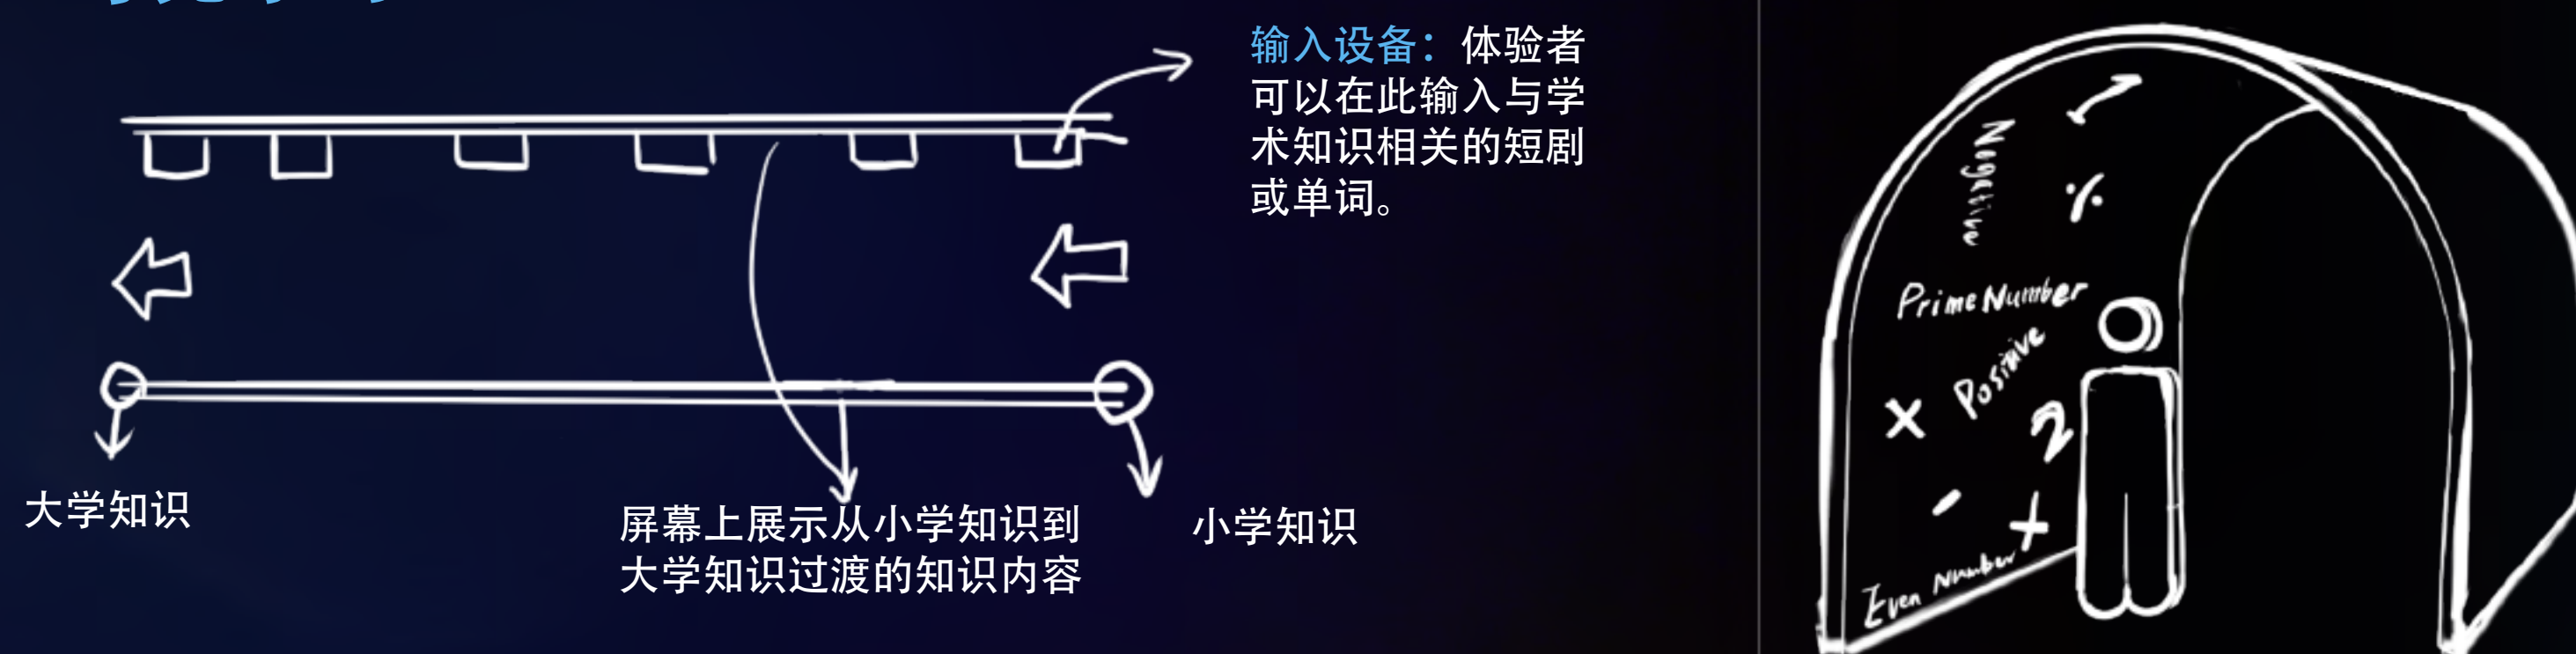 输入设备：体验者
可以在此输入与学
术知识相关的短剧
或单词。
大学知识
屏幕上展示从小学知识到
大学知识过渡的知识内容
小学知识
Negative
%
Prime Number
Positive
×
2
-
+
Even Number